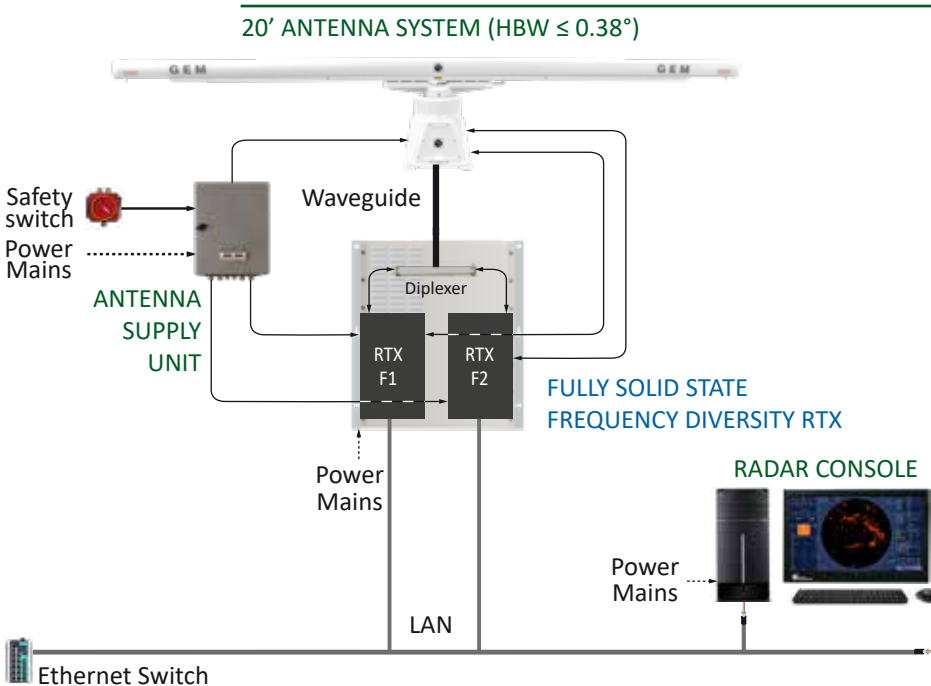 20’ ANTENNA SYSTEM (HBW ≤ 0.38°)
GEM
GEM
Safety
switch
Power
Mains
Waveguide
Diplexer
ANTENNA
SUPPLY
UNIT
RTX
F1
RTX
F2
FULLY SOLID STATE
FREQUENCY DIVERSITY RTX
Power
Mains
RADAR CONSOLE
Power
Mains
LAN
Ethernet Switch